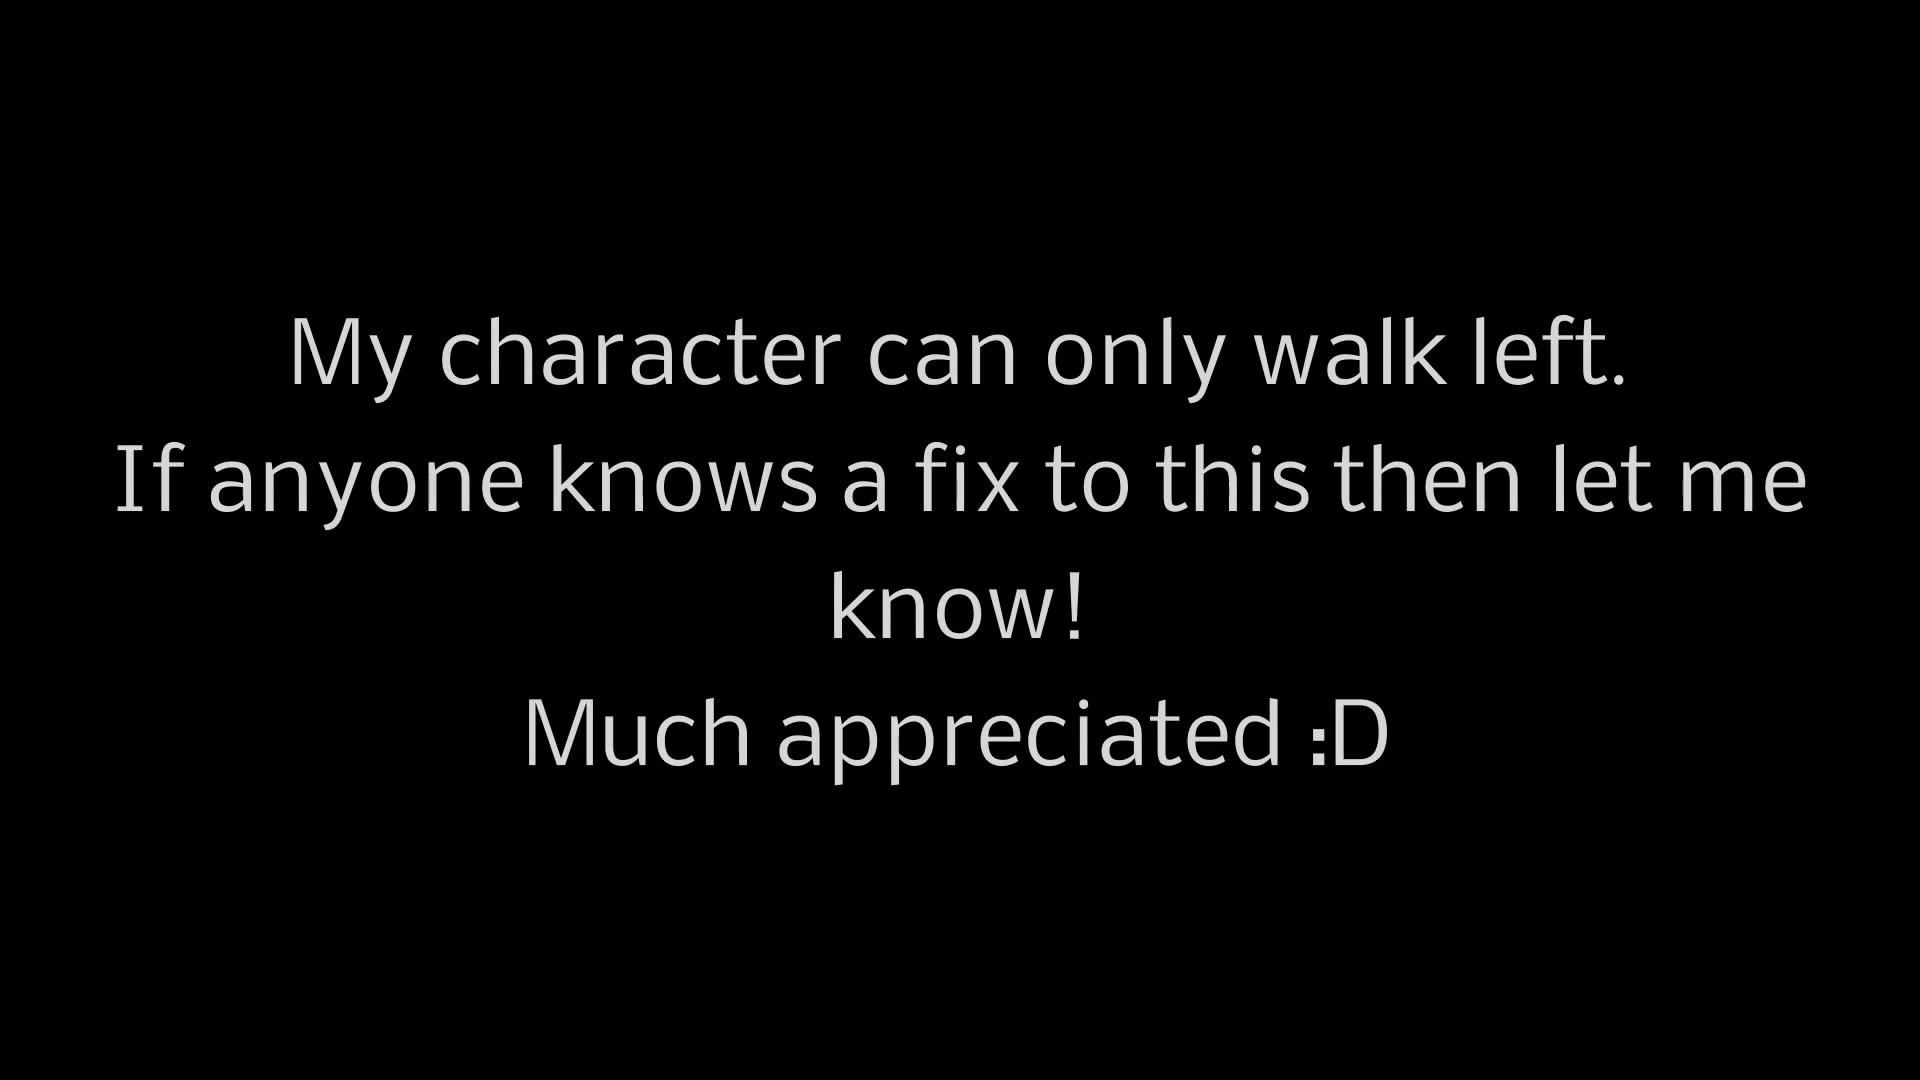 My character can only walk left.
If anyone knows a fix to this then let me
know!
Much appreciated :D